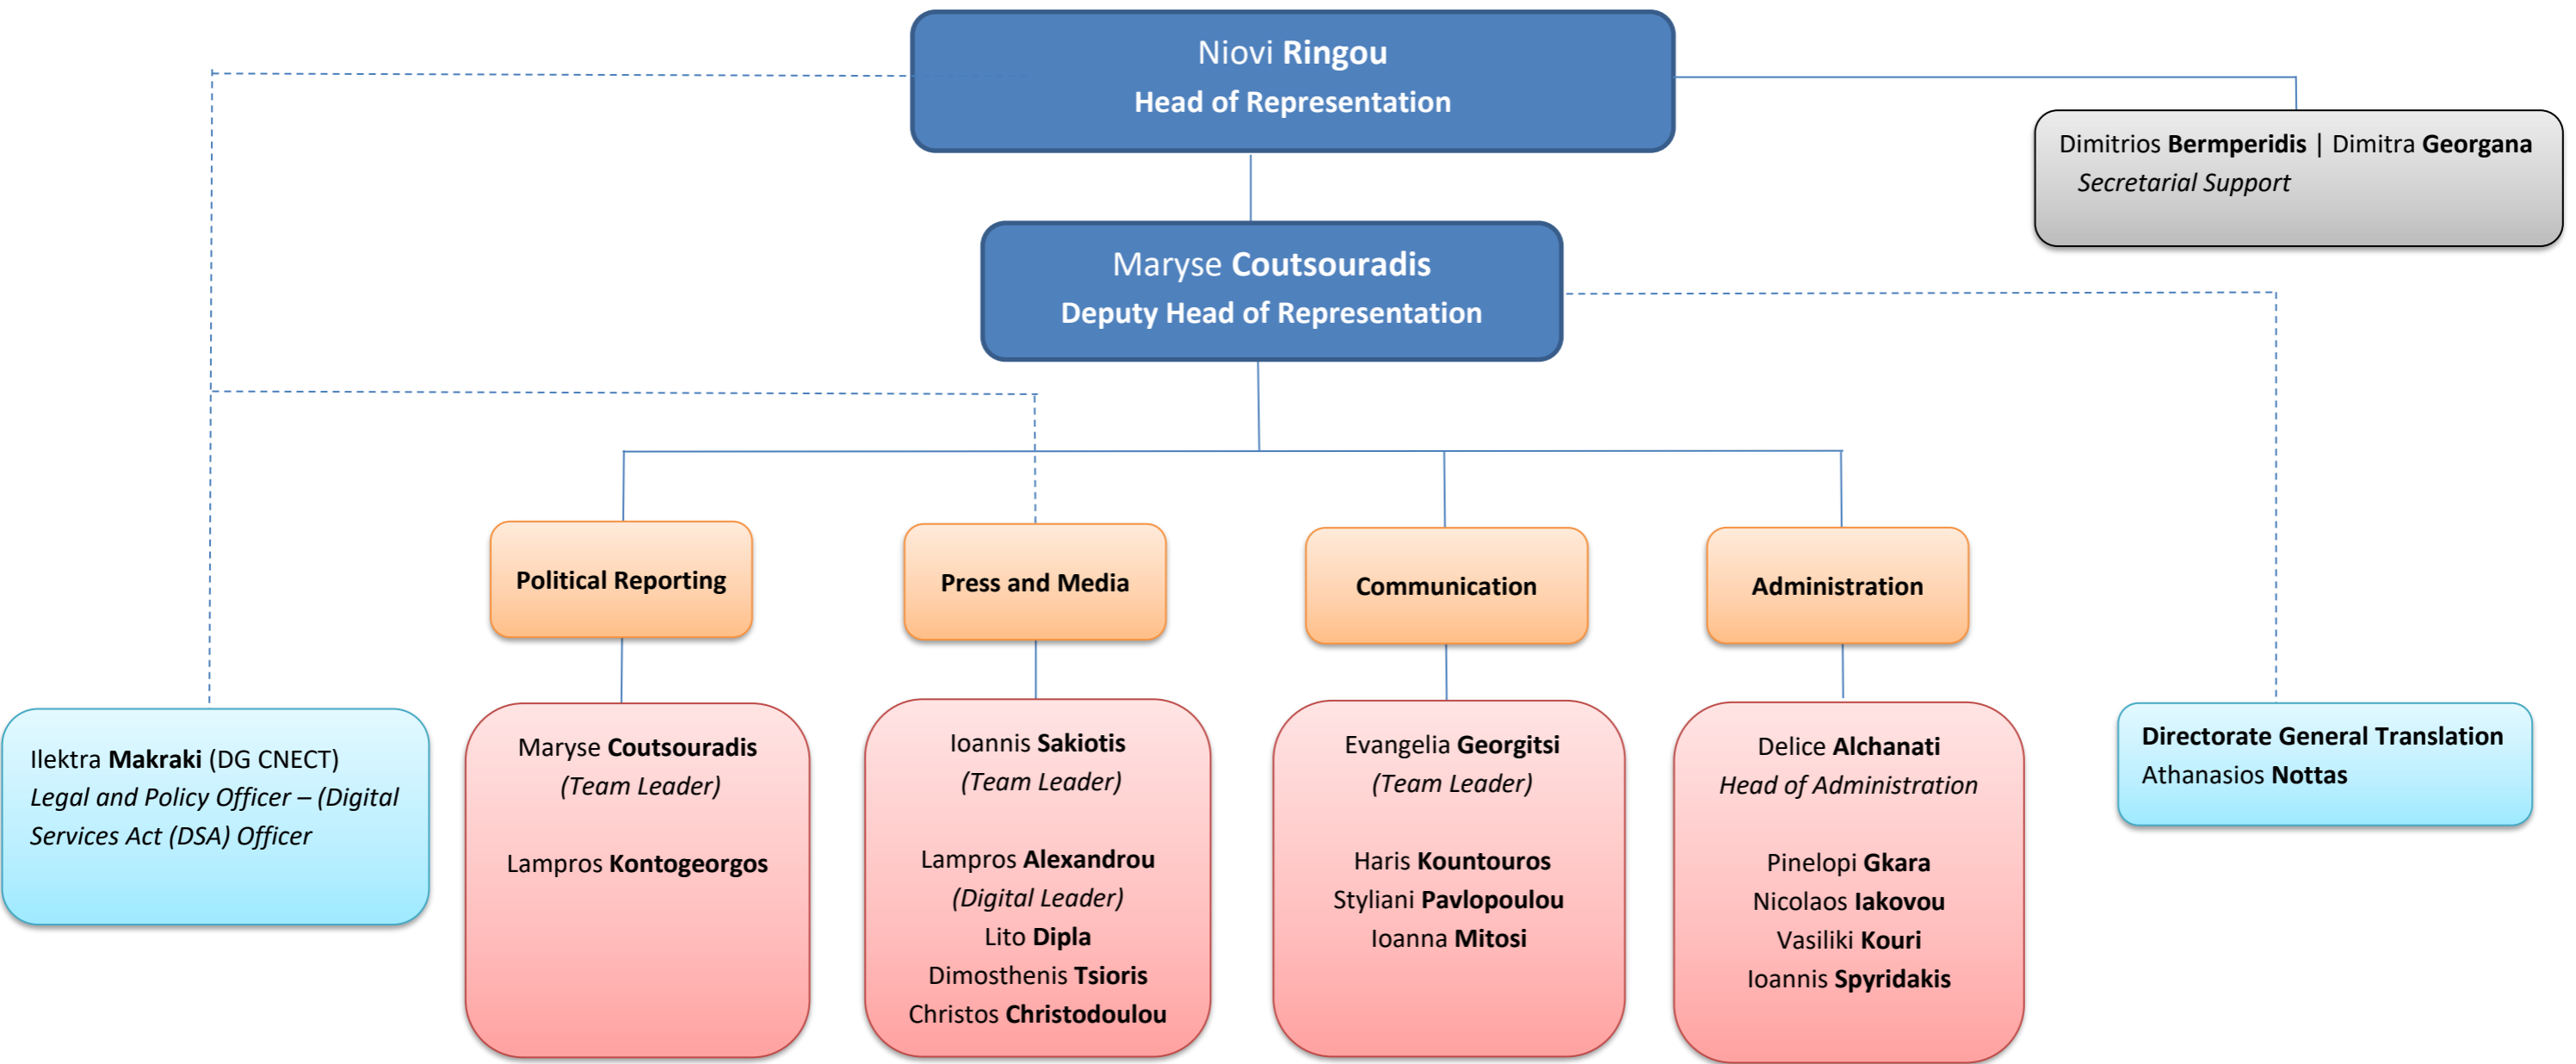 Niovi Ringou
Head of Representation
Dimitrios Bermperidis | Dimitra Georgana
Secretarial Support
Maryse Coutsouradis
Deputy Head of Representation
Political Reporting
Press and Media
Communication
Administration
Ilektra Makraki (DG CNECT)
Legal and Policy Officer – (Digital
Services Act (DSA) Officer
Maryse Coutsouradis
(Team Leader)
Lampros Kontogeorgos
Ioannis Sakiotis
(Team Leader)
Lampros Alexandrou
(Digital Leader)
Lito Dipla
Dimosthenis Tsioris
Christos Christodoulou
Evangelia Georgitsi
(Team Leader)
Haris Kountouros
Styliani Pavlopoulou
Ioanna Mitosi
Delice Alchanati
Head of Administration
Pinelopi Gkara
Nicolaos Iakovou
Vasiliki Kouri
Ioannis Spyridakis
Directorate General Translation
Athanasios Nottas